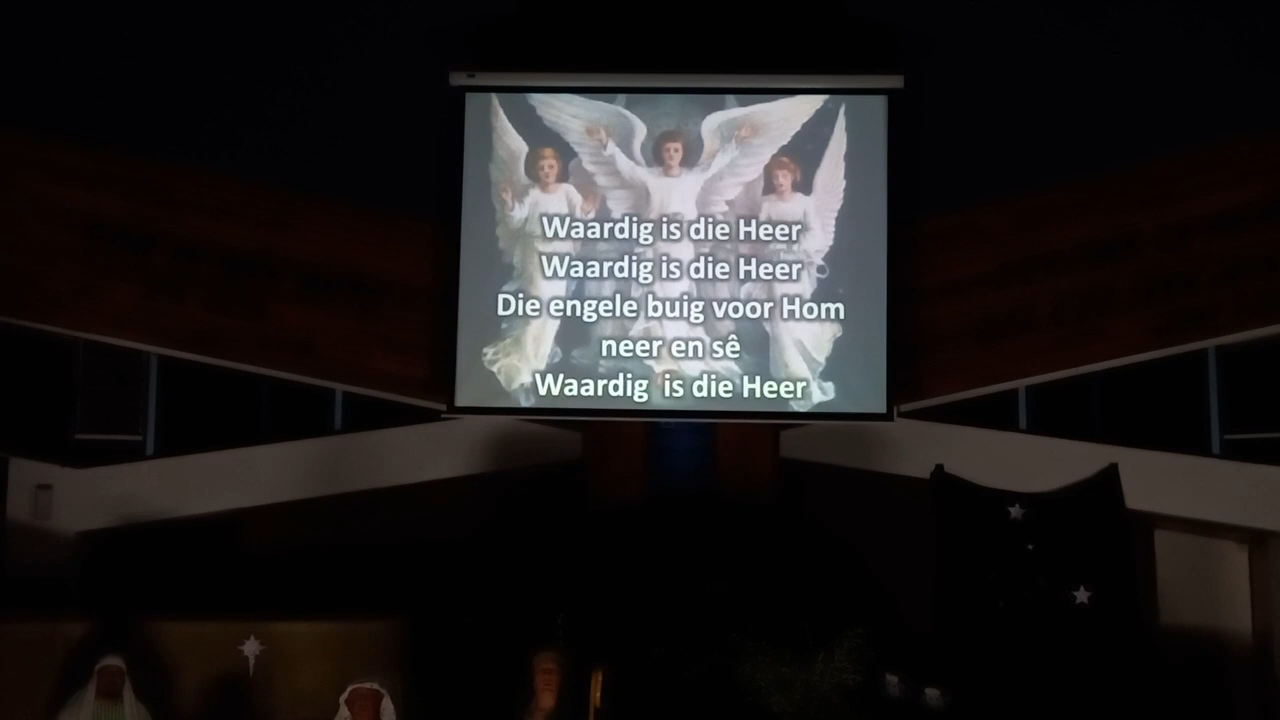 Waardig is die Heer
Waardig is die Heer
Die engele buig voor Hom
neer en sê
Waardig is die Heer